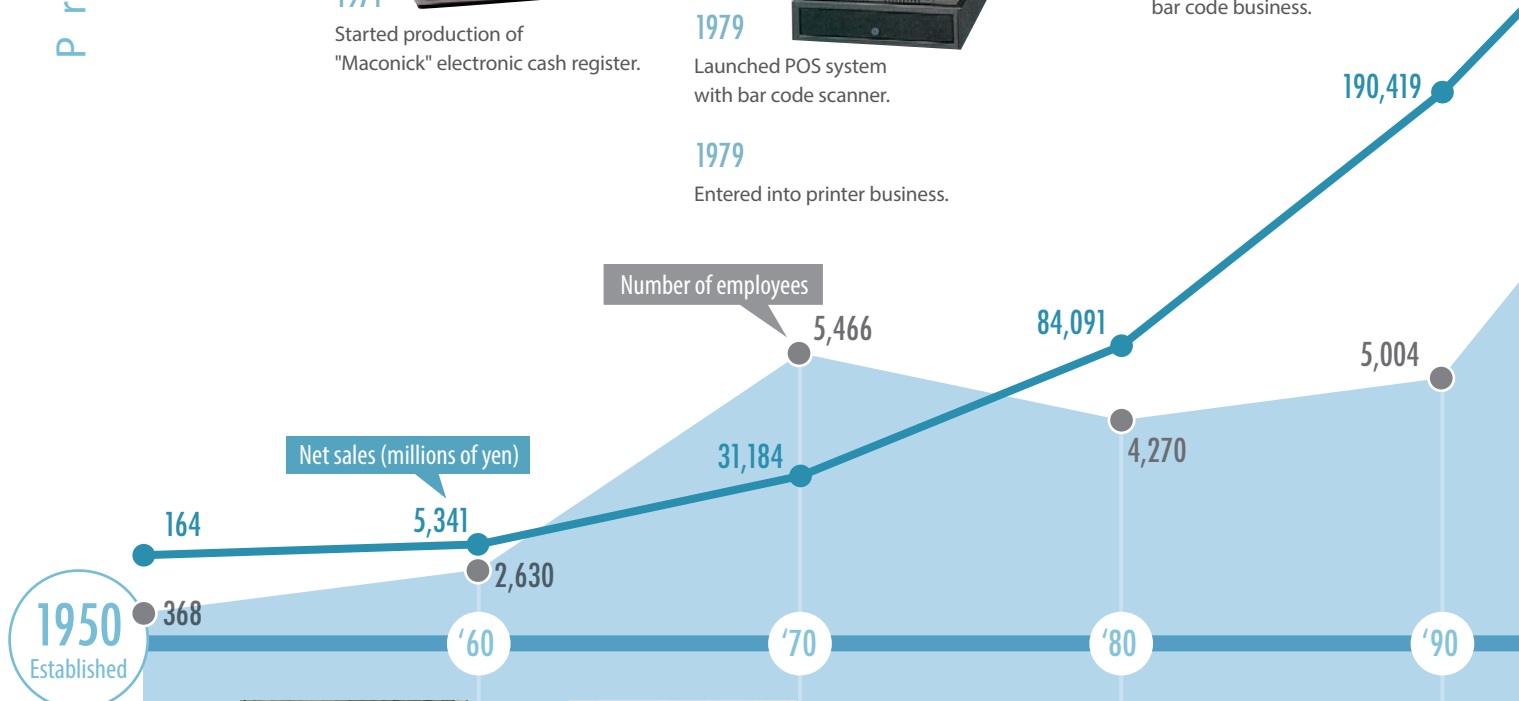 P r
Started production of
"Maconick" electronic cash register.
1979
Launched POS system
with bar code scanner.
1979
Entered into printer business.
bar code business.
190,419
Number of employees
5,466
84,091
5,004
4,270
Net sales (millions of yen)
31,184
164
5,341
2,630
368
1950
Established
‘60
‘70
‘80
‘90